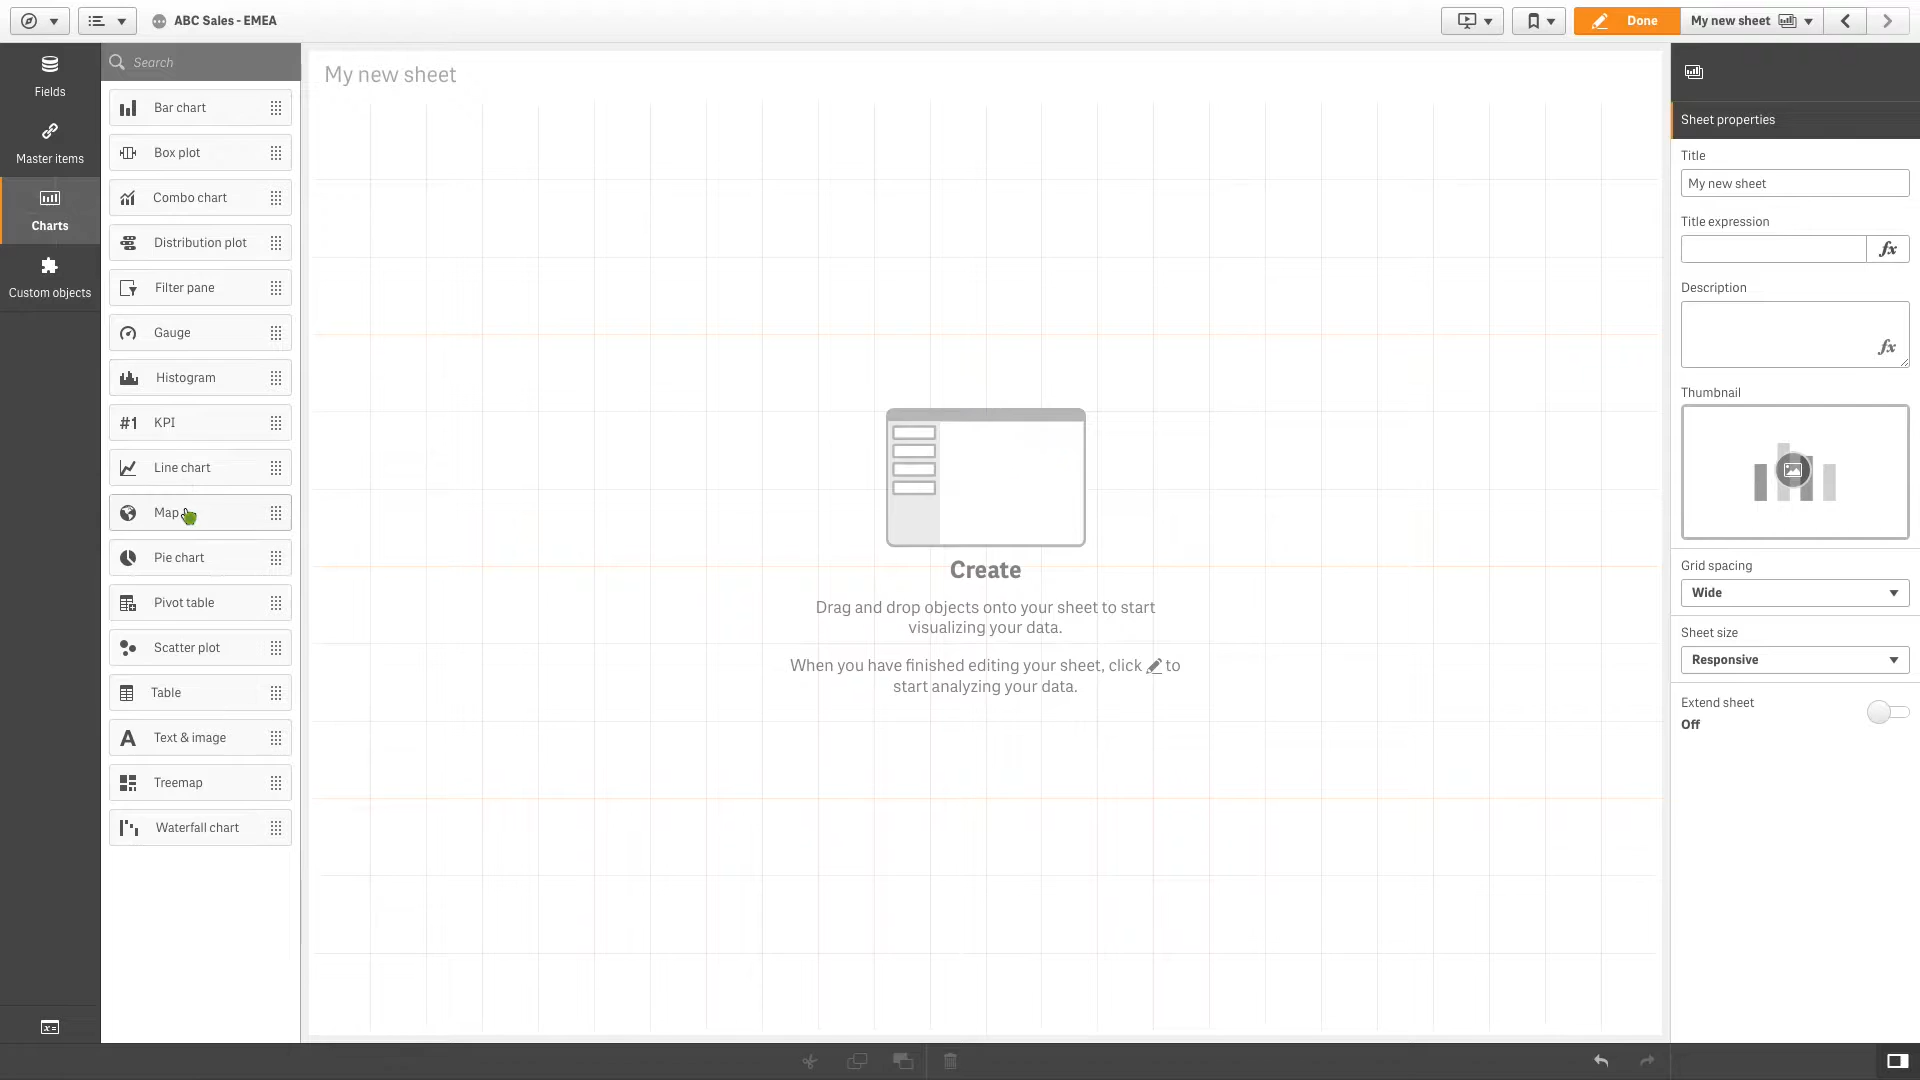 ABC Sales - EMEA
Done
My new sheet
Fields
Master items
Charts
Custom objects
Search
Bar chart
Box plot
Combo chart
Distribution plot
Filter pane
Gauge
Histogram
#1 KPI
Line chart
Map
Pie chart
Pivot table
Scatter plot
Table
A Text & image
Treemap
Waterfall chart
My new sheet
Create
Drag and drop objects onto your sheet to start
visualizing your data.
When you have finished editing your sheet, click to
start analyzing your data.
Sheet properties
Title
My new sheet
Title expression
fx
Description
fx
Thumbnail
Grid spacing
Wide
Sheet size
Responsive
Extend sheet
Off
x=